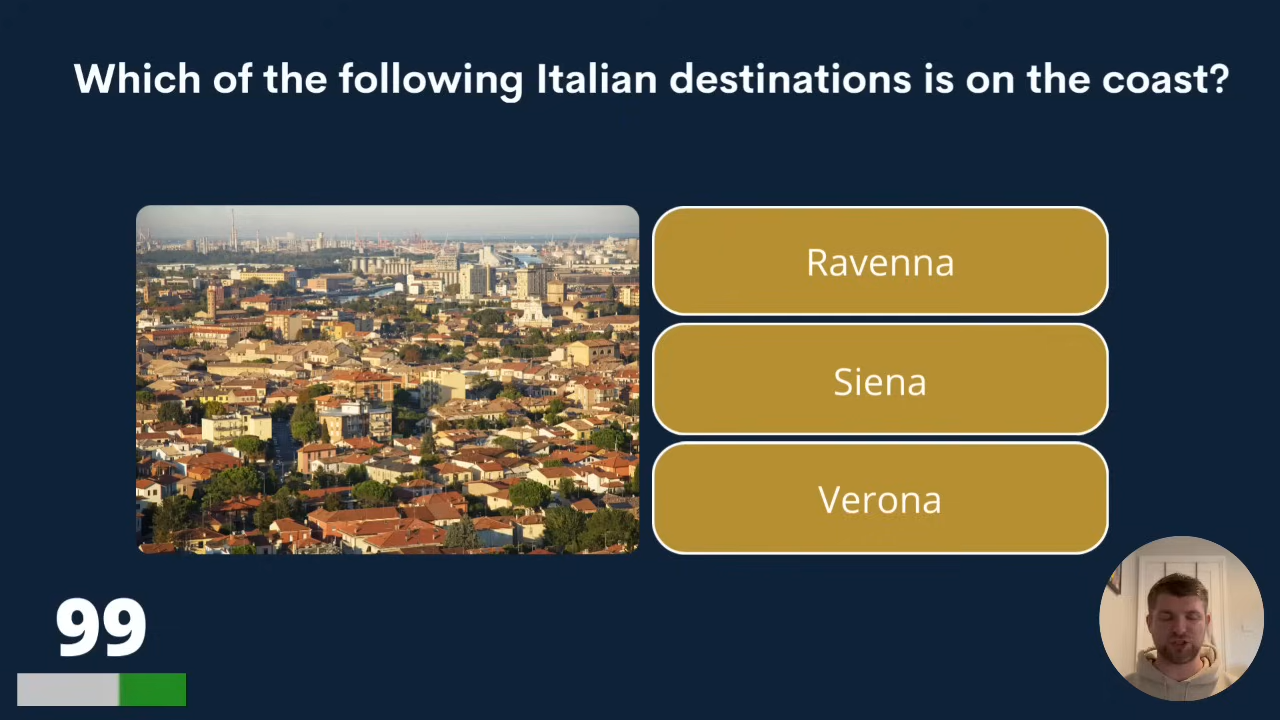 Which of the following Italian destinations is on the coast?
Ravenna
Siena
Verona
99